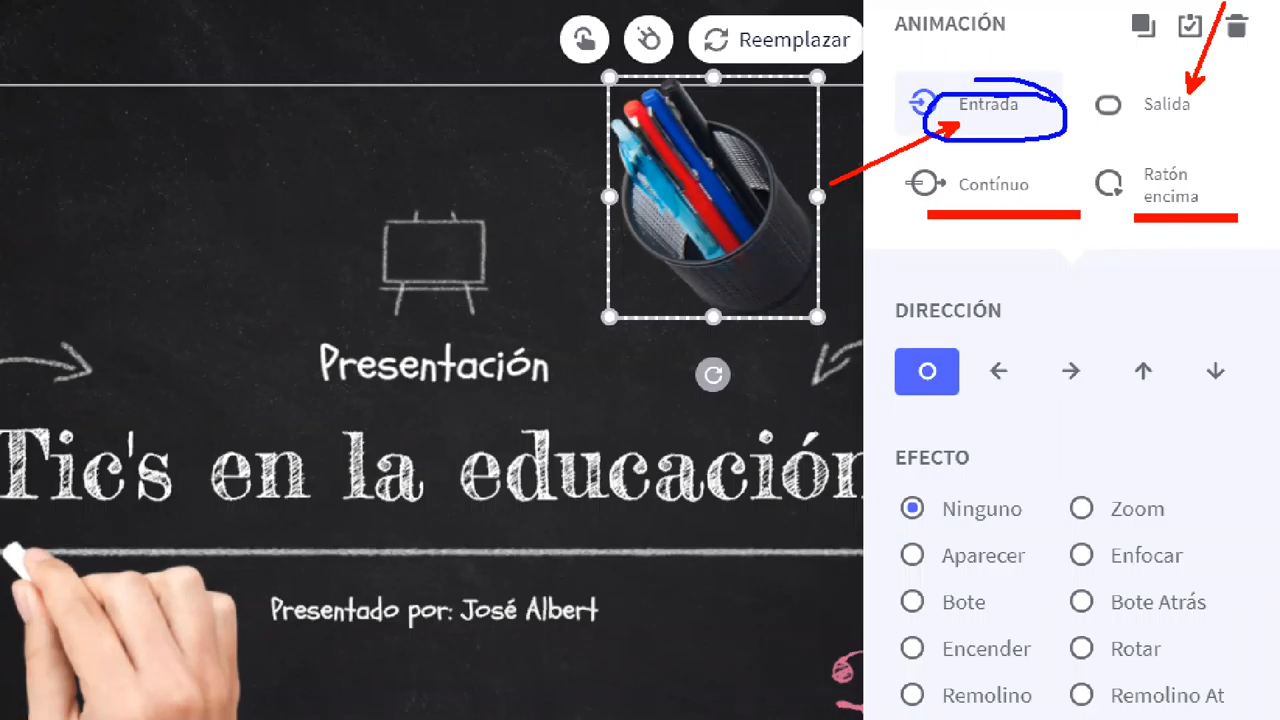 Reemplazar
Presentación
Tic's en la educación
Presentado por: José Albert
ANIMACIÓN
Entrada
Salida
Contínuo
Ratón
encima
DIRECCIÓN
EFECTO
Ninguno
Zoom
Aparecer
Enfocar
Bote
Bote Atrás
Encender
Rotar
Remolino
Remolino At